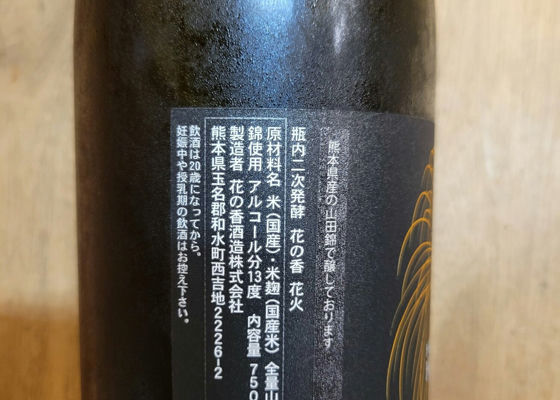 熊本県産の山田錦で醸しております
瓶内二次発酵 花の香 花火
原材料名 米(国産)・米麹(国産米) 全量山
錦使用 アルコール分13度 内容量 750
製造者 花の香酒造株式会社
熊本県玉名郡和水町西吉地2226-2
飲酒は20歳になってから。
妊娠中や授乳期の飲酒はお控え下さい。